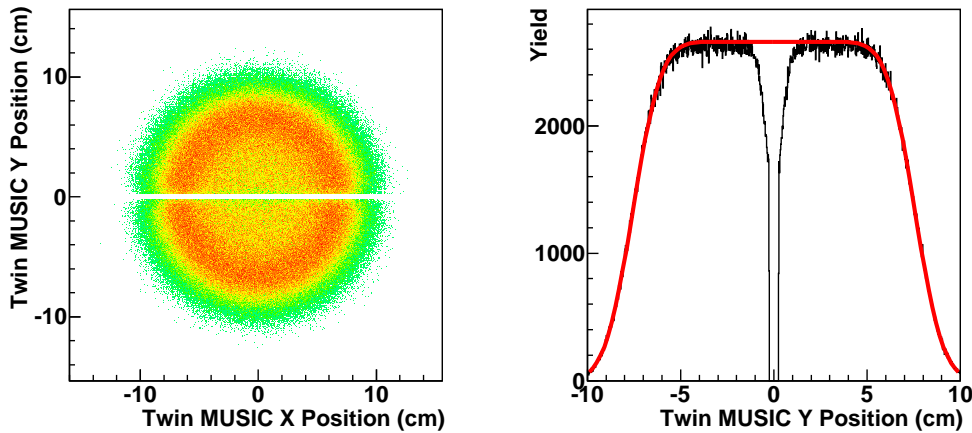 Twin MUSIC Y Position (cm)
10
0
-10
-10 0 10
Twin MUSIC X Position (cm)
Yield
2000
1000
0
-10 -5 0 5 10
Twin MUSIC Y Position (cm)